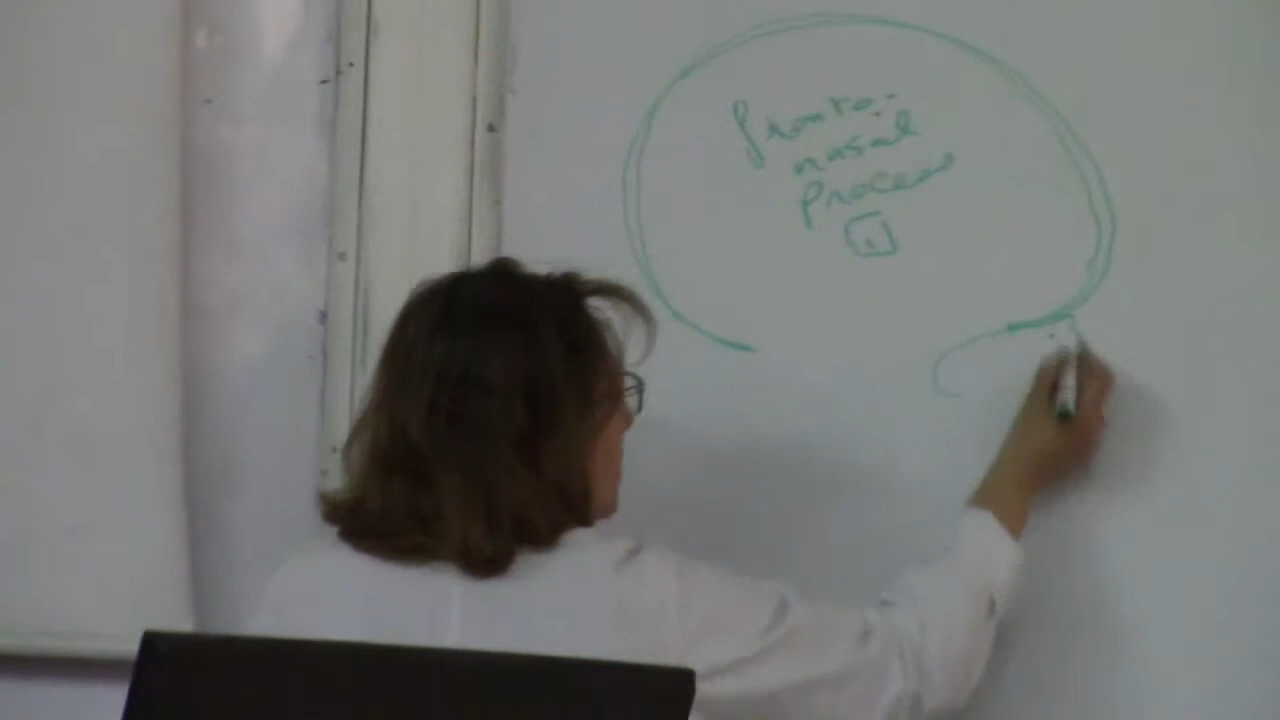 fronto-
nasal
process
1